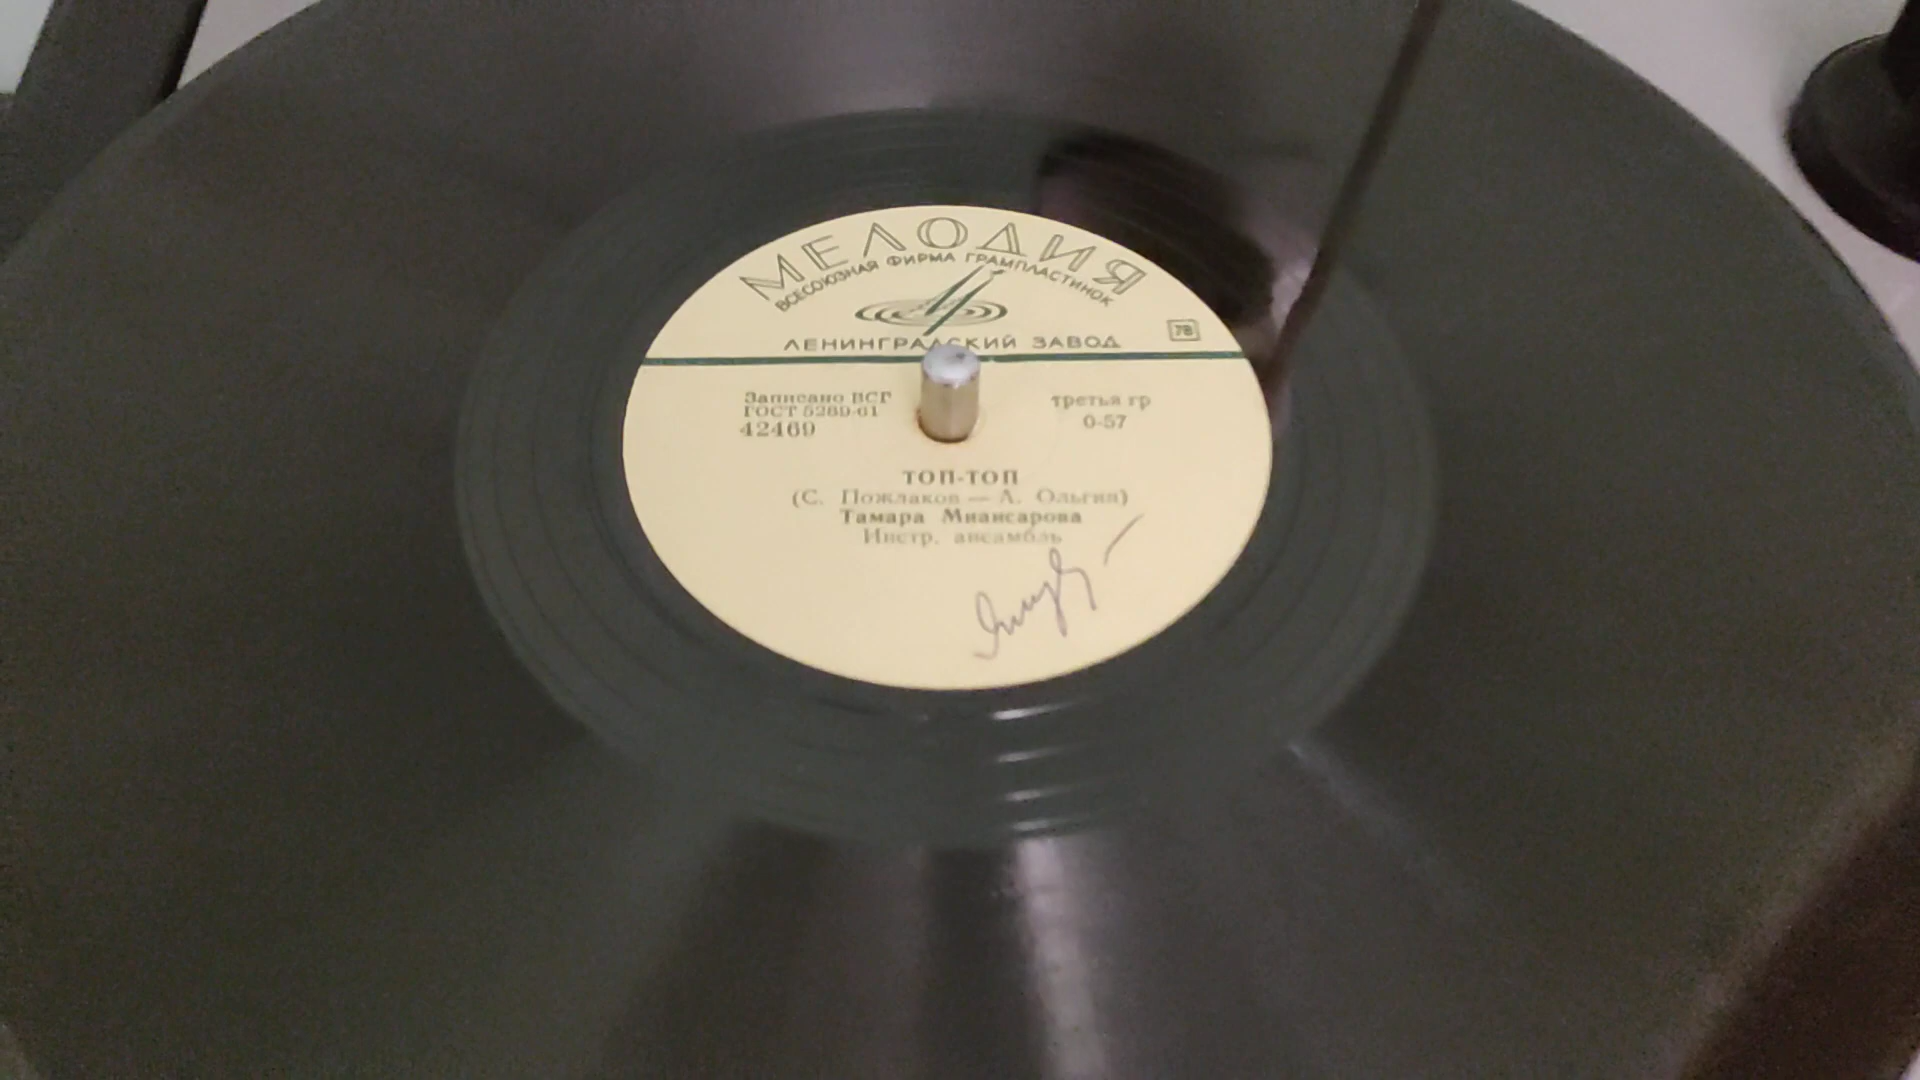 МЕЛОДИЯ
ВСЕСОЮЗНАЯ ФИРМА ГРАМПЛАСТИНОК
ЛЕНИНГРАДСКИЙ ЗАВОД
78
Записано ВСГ
ГОСТ 5289-61
42469
третья гр
0-57
ТОП-ТОП
(С. Пожлаков — А. Ольгин)
Тамара Миансарова
Инстр. ансамбль